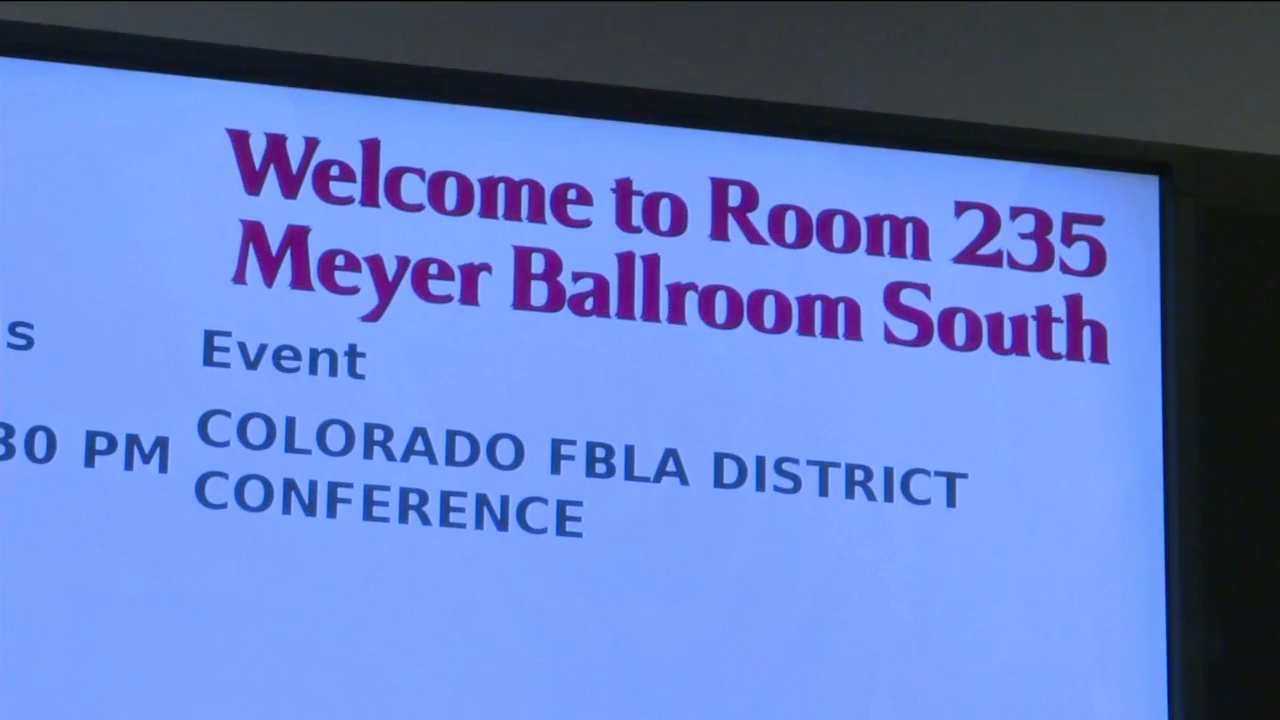 Welcome to Room 235
Meyer Ballroom South
s Event
30 PM COLORADO FBLA DISTRICT
CONFERENCE